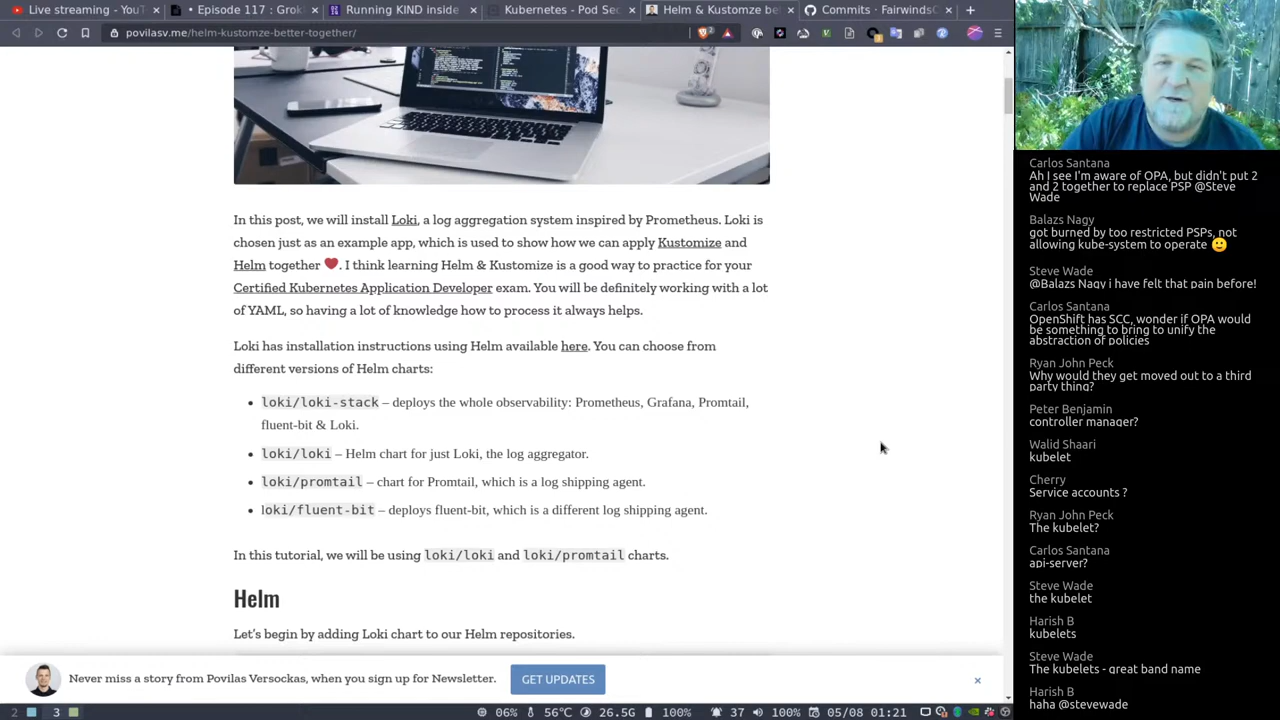 Live streaming - YouT
• Episode 117 : Grok
Running KIND inside
Kubernetes - Pod Sec
Helm & Kustomze be
Commits · FairwindsC
povilasv.me/helm-kustomze-better-together/
In this post, we will install Loki, a log aggregation system inspired by Prometheus. Loki is
chosen just as an example app, which is used to show how we can apply Kustomize and
Helm together ❤. I think learning Helm & Kustomize is a good way to practice for your
Certified Kubernetes Application Developer exam. You will be definitely working with a lot
of YAML, so having a lot of knowledge how to process it always helps.
Loki has installation instructions using Helm available here. You can choose from
different versions of Helm charts:
• loki/loki-stack – deploys the whole observability: Prometheus, Grafana, Promtail,
fluent-bit & Loki.
• loki/loki – Helm chart for just Loki, the log aggregator.
• loki/promtail – chart for Promtail, which is a log shipping agent.
• loki/fluent-bit – deploys fluent-bit, which is a different log shipping agent.
In this tutorial, we will be using loki/loki and loki/promtail charts.
Helm
Let's begin by adding Loki chart to our Helm repositories.
Never miss a story from Povilas Versockas, when you sign up for Newsletter.
GET UPDATES
×
2
3
06%
56°C
26.5G
100%
37
100%
05/08 01:21
Carlos Santana
Ah I see I'm aware of OPA, but didn't put 2
and 2 together to replace PSP @Steve
Wade
Balazs Nagy
got burned by too restricted PSPs, not
allowing kube-system to operate 🙂
Steve Wade
@Balazs Nagy i have felt that pain before!
Carlos Santana
OpenShift has SCC, wonder if OPA would
be something to bring to unify the
abstraction of policies
Ryan John Peck
Why would they get moved out to a third
party thing?
Peter Benjamin
controller manager?
Walid Shaari
kubelet
Cherry
Service accounts ?
Ryan John Peck
The kubelet?
Carlos Santana
api-server?
Steve Wade
the kubelet
Harish B
kubelets
Steve Wade
The kubelets - great band name
Harish B
haha @stevewade